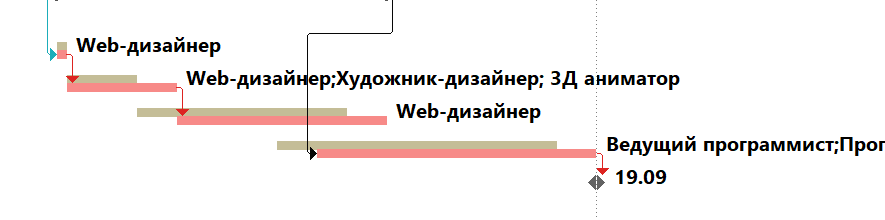 Web-дизайнер
Web-дизайнер;Художник-дизайнер; 3Д аниматор
Web-дизайнер
Ведущий программист;Прог
19.09